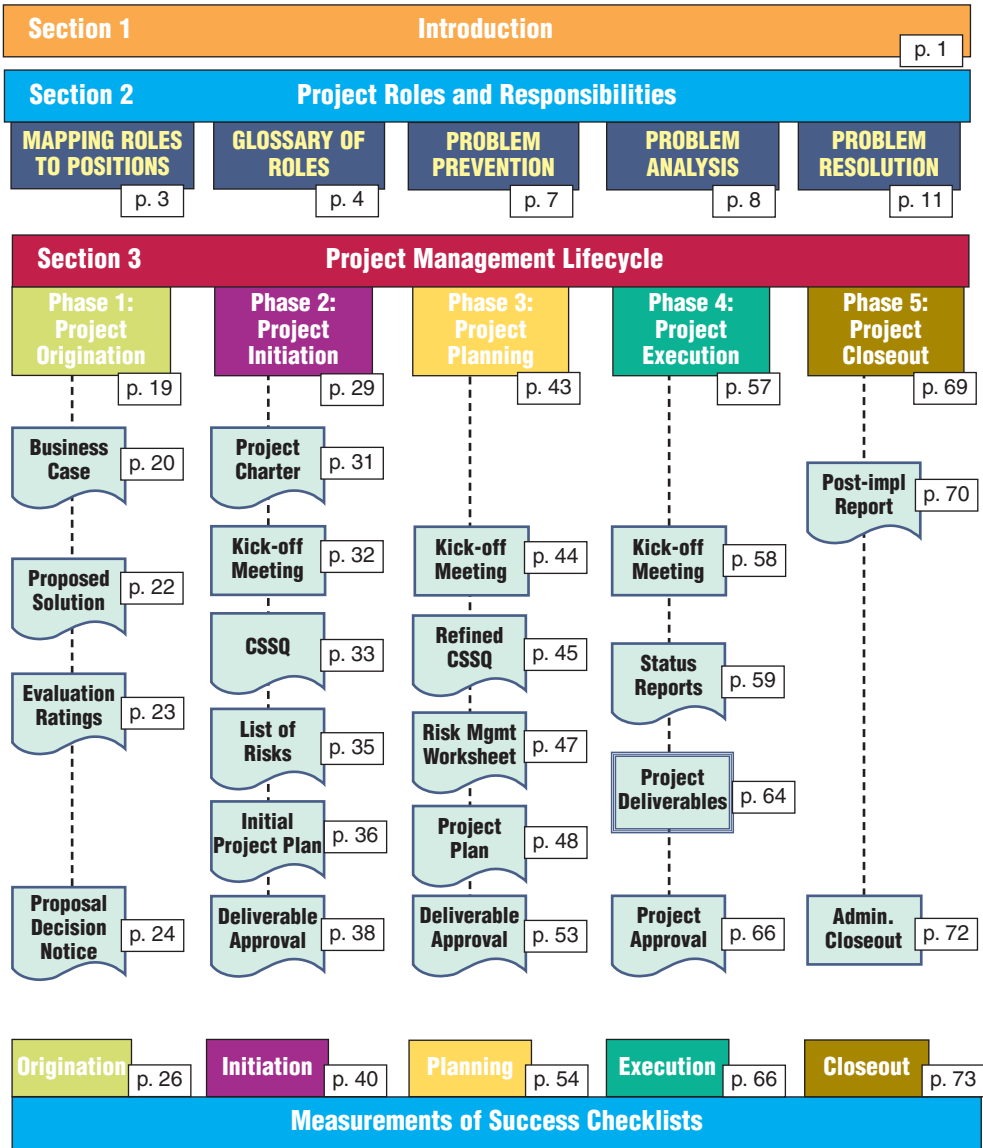 Section 1 Introduction
p. 1
Section 2 Project Roles and Responsibilities
MAPPING ROLES
TO POSITIONS
p. 3
GLOSSARY OF
ROLES
p. 4
PROBLEM
PREVENTION
p. 7
PROBLEM
ANALYSIS
p. 8
PROBLEM
RESOLUTION
p. 11
Section 3 Project Management Lifecycle
Phase 1:
Project
Origination
p. 19
Business
Case
p. 20
Proposed
Solution
p. 22
Evaluation
Ratings
p. 23
Proposal
Decision
Notice
p. 24
Phase 2:
Project
Initiation
p. 29
Project
Charter
p. 31
Kick-off
Meeting
p. 32
CSSQ
p. 33
List of
Risks
p. 35
Initial
Project Plan
p. 36
Deliverable
Approval
p. 38
Phase 3:
Project
Planning
p. 43
Kick-off
Meeting
p. 44
Refined
CSSQ
p. 45
Risk Mgmt
Worksheet
p. 47
Project
Plan
p. 48
Deliverable
Approval
p. 53
Phase 4:
Project
Execution
p. 57
Kick-off
Meeting
p. 58
Status
Reports
p. 59
Project
Deliverables
p. 64
Project
Approval
p. 66
Phase 5:
Project
Closeout
p. 69
Post-impl
Report
p. 70
Admin.
Closeout
p. 72
Origination
p. 26
Initiation
p. 40
Planning
p. 54
Execution
p. 66
Closeout
p. 73
Measurements of Success Checklists